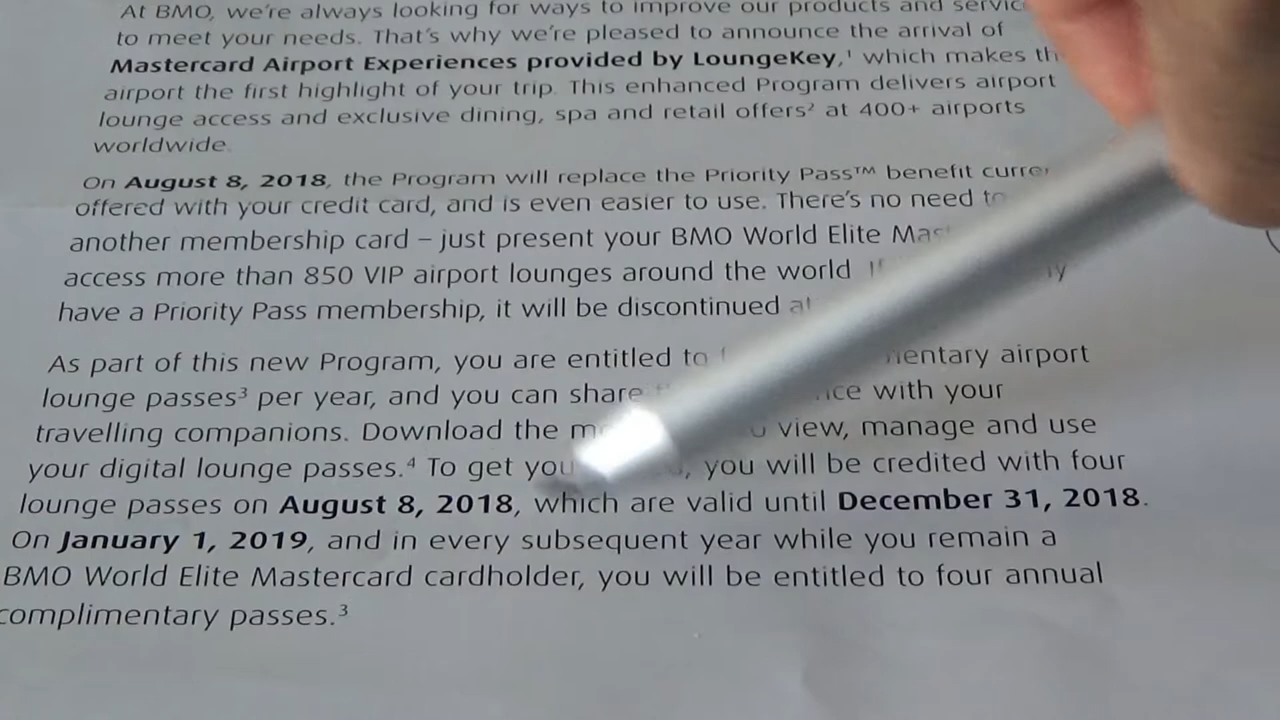 At BMO, we're always looking for ways to improve our products and
to meet your needs. That's why we're pleased to announce the arrival of
Mastercard Airport Experiences provided by LoungeKey,¹ which makes
airport the first highlight of your trip. This enhanced Program delivers airport
lounge access and exclusive dining, spa and retail offers² at 400+ airports
worldwide.
On August 8, 2018, the Program will replace the Priority Pass™ benefit
offered with your credit card, and is even easier to use. There's no need to
another membership card – just present your BMO World Elite
access more than 850 VIP airport lounges around the world
have a Priority Pass membership, it will be discontinued
As part of this new Program, you are entitled to airport
lounge passes³ per year, and you can share with your
travelling companions. Download the view, manage and use
your digital lounge passes.⁴ To get you will be credited with four
lounge passes on August 8, 2018, which are valid until December 31, 2018.
On January 1, 2019, and in every subsequent year while you remain a
BMO World Elite Mastercard cardholder, you will be entitled to four annual
complimentary passes.³